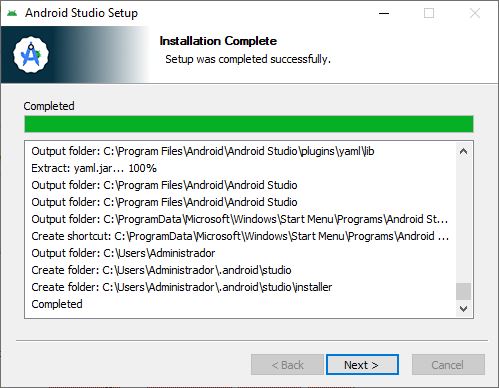 Android Studio Setup
Installation Complete
Setup was completed successfully.
Completed
Output folder: C:\Program Files\Android\Android Studio\plugins\yaml\lib
Extract: yaml.jar... 100%
Output folder: C:\Program Files\Android\Android Studio
Output folder: C:\Program Files\Android\Android Studio
Output folder: C:\ProgramData\Microsoft\Windows\Start Menu\Programs\Android St...
Create shortcut: C:\ProgramData\Microsoft\Windows\Start Menu\Programs\Android ...
Output folder: C:\Users\Administrador
Create folder: C:\Users\Administrador\.android\studio
Create folder: C:\Users\Administrador\.android\studio\installer
Completed
< Back
Next >
Cancel